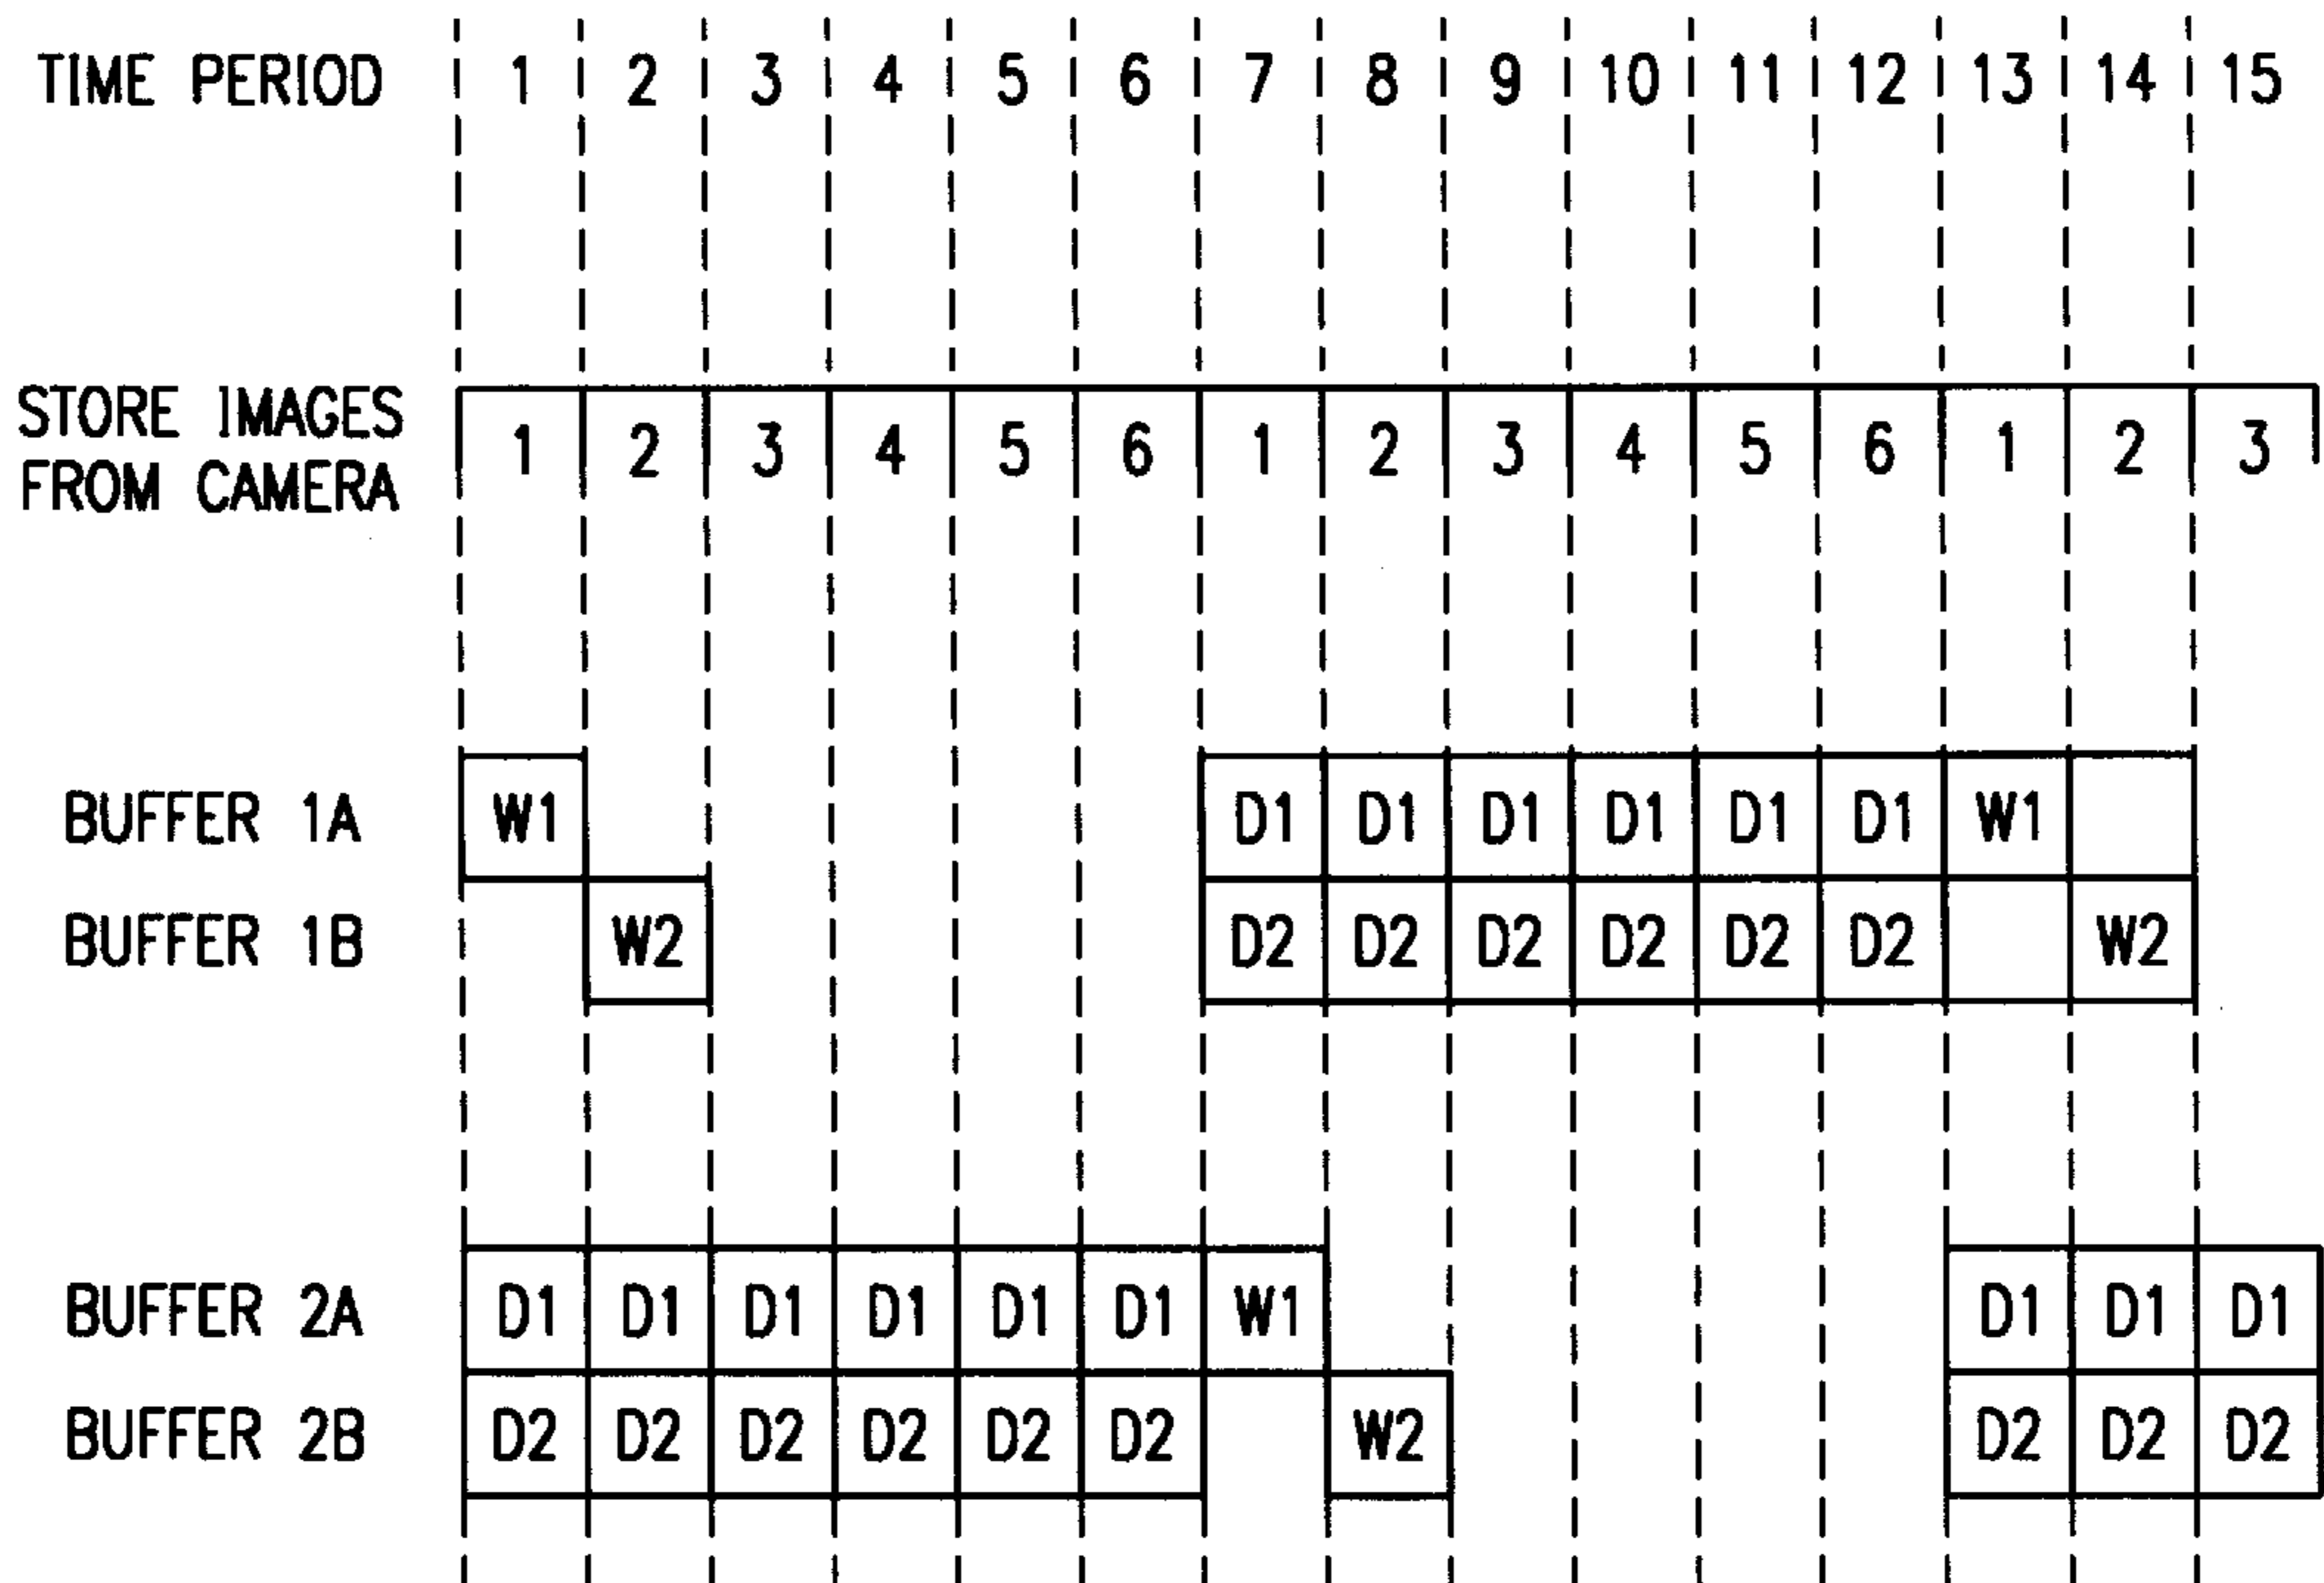 TIME PERIOD 1 2 3 4 5 6 7 8 9 10 11 12 13 14 15
STORE IMAGES
FROM CAMERA 1 2 3 4 5 6 1 2 3 4 5 6 1 2 3
BUFFER 1A W1 D1 D1 D1 D1 D1 D1 W1
BUFFER 1B W2 D2 D2 D2 D2 D2 D2 W2
BUFFER 2A D1 D1 D1 D1 D1 D1 W1 D1 D1 D1
BUFFER 2B D2 D2 D2 D2 D2 D2 W2 D2 D2 D2